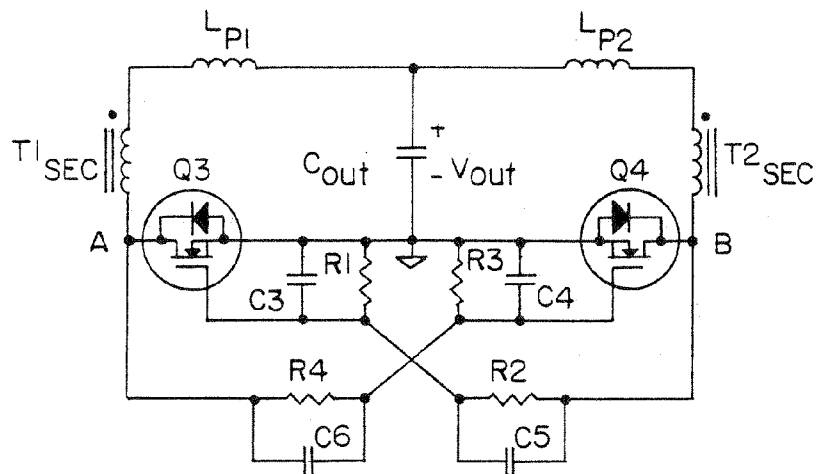 LP1
LP2
T1SEC
Q3
Cout
+
- Vout
Q4
T2SEC
A
B
C3
R1
R3
C4
R4
R2
C6
C5